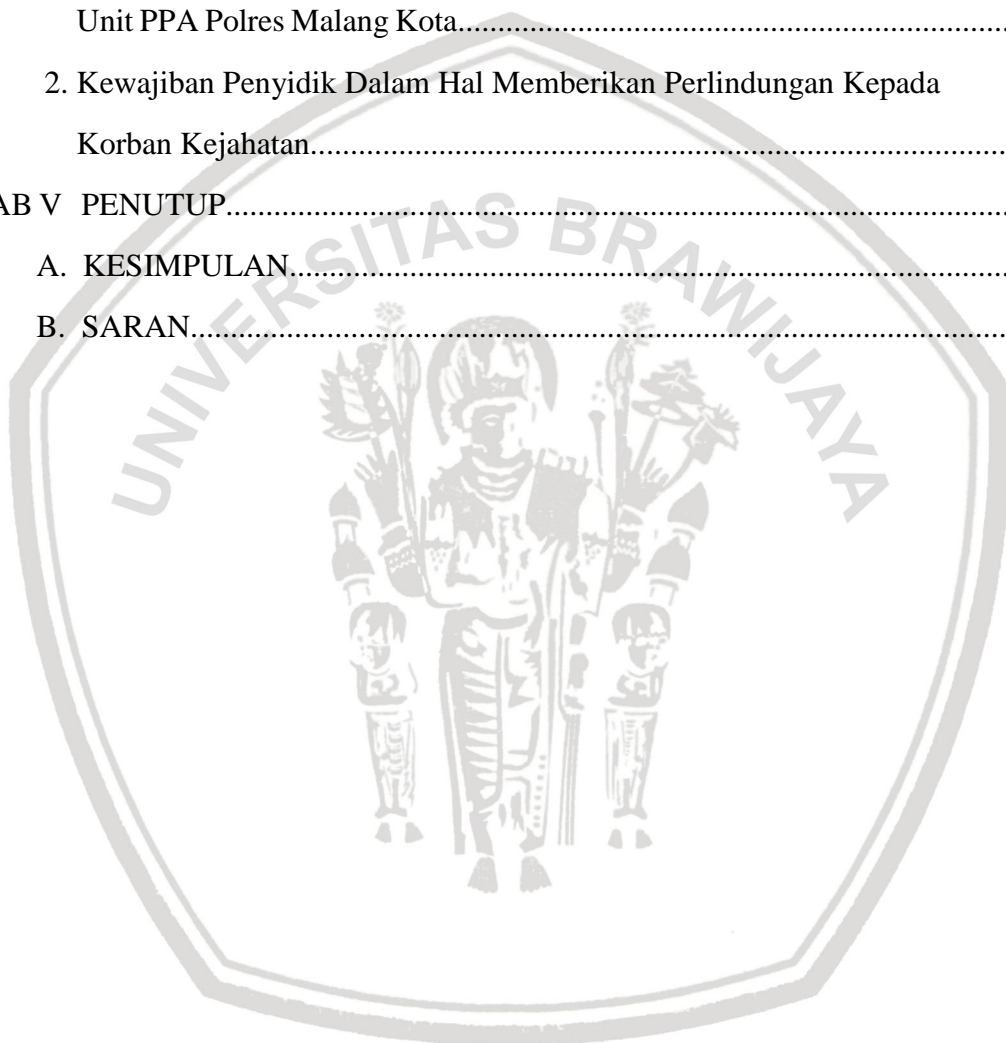 Unit PPA Polres Malang Kota..........................................................................
2. Kewajiban Penyidik Dalam Hal Memberikan Perlindungan Kepada
Korban Kejahatan.........................................................................................
AB V PENUTUP.................................................................................................
A. KESIMPULAN.........................................................................................
B. SARAN......................................................................................................
UNIVERSITAS BRAWIJAYA